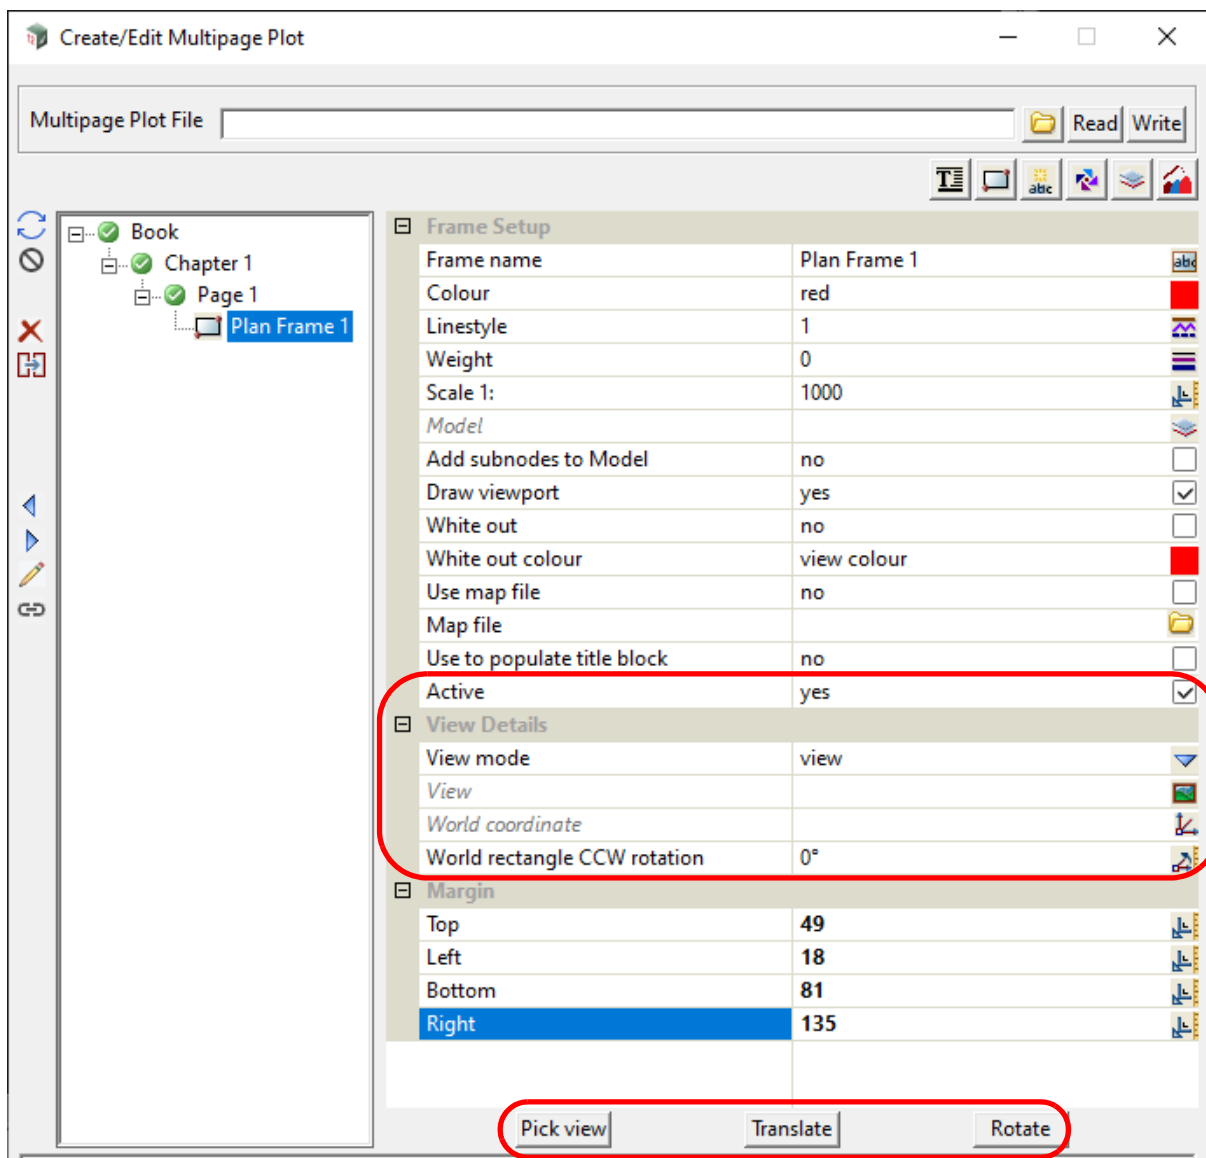 Create/Edit Multipage Plot
Multipage Plot File
Read Write
Book
Chapter 1
Page 1
Plan Frame 1
Frame Setup
Frame name Plan Frame 1
Colour red
Linestyle 1
Weight 0
Scale 1: 1000
Model
Add subnodes to Model no
Draw viewport yes
White out no
White out colour view colour
Use map file no
Map file
Use to populate title block no
Active yes
View Details
View mode view
View
World coordinate
World rectangle CCW rotation 0°
Margin
Top 49
Left 18
Bottom 81
Right 135
Pick view Translate Rotate